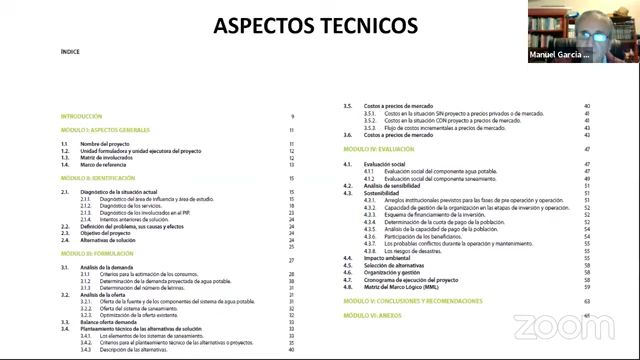 ASPECTOS TECNICOS
Manuel Garcia ...
ÍNDICE
INTRODUCCIÓN 9
MÓDULO I: ASPECTOS GENERALES 11
1.1 Nombre del proyecto 11
1.2. Unidad formuladora y unidad ejecutora del proyecto 12
1.3. Matriz de involucrados 12
1.4. Marco de referencia 13
MÓDULO II: IDENTIFICACIÓN 15
2.1. Diagnóstico de la situación actual 15
2.1.1 Diagnóstico del área de influencia y área de estudio. 15
2.1.2 Diagnóstico de los servicios. 18
2.1.3 Diagnóstico de los involucrados en el PIP. 23
2.1.4 Intentos anteriores de solución. 24
2.2. Definición del problema, sus causas y efectos 24
2.3. Objetivo del proyecto 24
2.4. Alternativas de solución 24
25
MÓDULO III: FORMULACIÓN 27
3.1. Análisis de la demanda
3.1.1 Criterios para la estimación de los consumos. 28
3.1.2 Determinación de la demanda proyectada de agua potable. 38
3.1.3 Determinación del número de letrinas. 31
3.2. Análisis de la oferta 31
3.2.1 Oferta de la fuente y de los componentes del sistema de agua potable. 31
3.2.2 Oferta del sistema de saneamiento. 32
3.2.3. Optimización de la oferta existente. 32
3.3. Balance oferta demanda 33
3.4. Planteamiento técnico de las alternativas de solución 33
3.4.1 Los elementos de los sistemas de saneamiento. 33
3.4.2 Criterios para el planteamiento técnico de las alternativas o proyectos. 35
3.4.3 Descripción de las alternativas. 40
3.5. Costos a precios de mercado 40
3.5.1. Costos en la situación SIN proyecto a precios privados o de mercado. 41
3.5.2. Costos en la situación CON proyecto a precios de mercado. 41
3.5.3 Flujo de costos incrementales a precios de mercado. 43
3.6. Costos a precios de mercado 43
MÓDULO IV: EVALUACIÓN 47
4.1. Evaluación social 47
4.1.1 Evaluación social del componente agua potable. 47
4.1.2 Evaluación social del componente saneamiento. 49
4.2. Análisis de sensibilidad 51
4.3. Sostenibilidad 51
4.3.1. Arreglos institucionales previstos para las fases de pre operación y operación. 51
4.3.2. Capacidad de gestión de la organización en las etapas de inversión y operación. 52
4.3.3. Esquema de financiamiento de la inversión. 52
4.3.4. Determinación de la cuota de pago de la población. 52
4.3.5. Análisis de la capacidad de pago de la población. 54
4.3.6. Participación de los beneficiarios. 54
4.3.7. Los probables conflictos durante la operación y mantenimiento. 55
4.3.8. Los riesgos de desastres. 55
4.4. Impacto ambiental 55
4.5. Selección de alternativas 58
4.6. Organización y gestión 58
4.7. Cronograma de ejecución del proyecto 58
4.8. Matriz del Marco Lógico (MML) 59
MÓDULO V: CONCLUSIONES Y RECOMENDACIONES 63
MÓDULO VI: ANEXOS
zoom